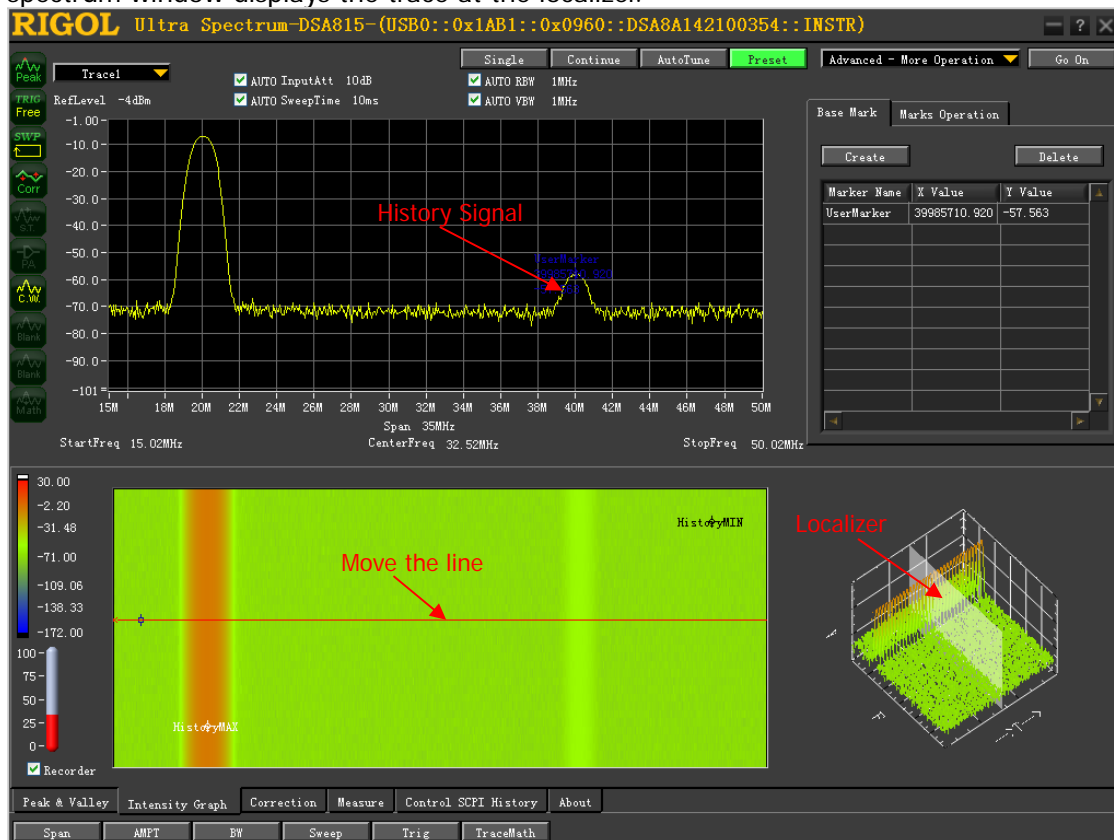 spectrum window displays the trace at the localizer.
RIGOL Ultra Spectrum-DSA815-(USB0::0x1AB1::0x0960::DSA8A142100354::INSTR)
Single Continue AutoTune Preset Advanced - More Operation Go On
Peak
Trace1
AUTO InputAtt 10dB
AUTO RBW 1MHz
TRIG
Free
RefLevel -4dBm
AUTO SweepTime 10ms
AUTO VBW 1MHz
Base Mark Marks Operation
Create Delete
Marker Name X Value Y Value
UserMarker 39985710.920 -57.563
SWP
Corr
S.T.
PA
C.W.
Blank
Blank
Math
-1.00
-10.0
-20.0
-30.0
-40.0
-50.0
-60.0
-70.0
-80.0
-90.0
-101
History Signal
UserMarker
39985710.920
15M 18M 20M 22M 24M 26M 28M 30M 32M 34M 36M 38M 40M 42M 44M 46M 48M 50M
Span 35MHz
StartFreq 15.02MHz CenterFreq 32.52MHz StopFreq 50.02MHz
30.00
-2.20
-31.48
-71.00
-109.06
-138.33
-172.00
100
75
50
25
0
Recorder
HistoryMIN
Move the line
HistoryMAX
Localizer
A
F
T
Peak & Valley Intensity Graph Correction Measure Control SCPI History About
Span AMPT BW Sweep Trig TraceMath